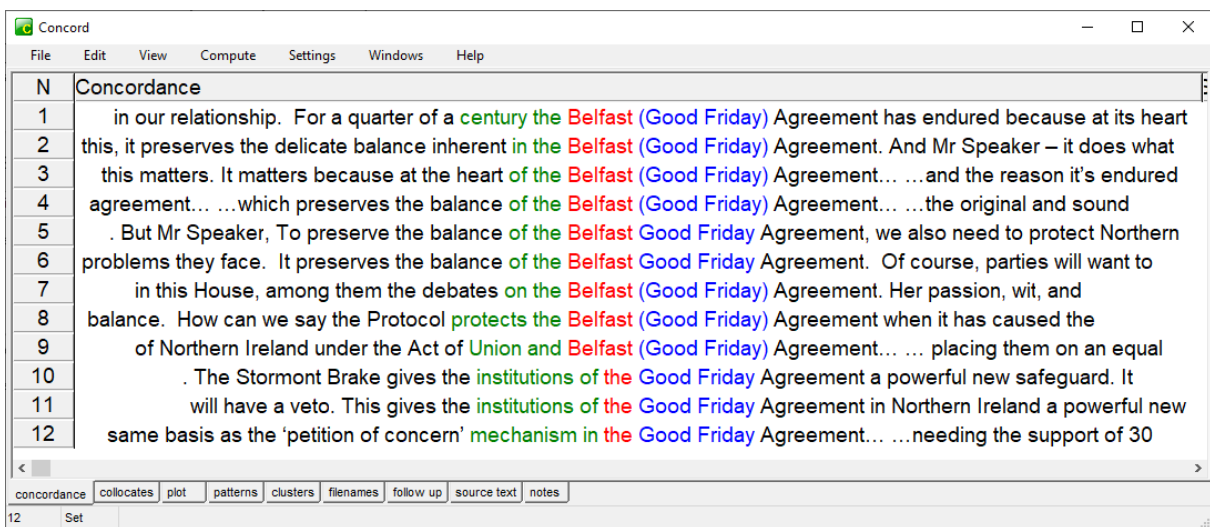 Concord
File Edit View Compute Settings Windows Help
N Concordance
1 in our relationship. For a quarter of a century the Belfast (Good Friday) Agreement has endured because at its heart
2 this, it preserves the delicate balance inherent in the Belfast (Good Friday) Agreement. And Mr Speaker – it does what
3 this matters. It matters because at the heart of the Belfast (Good Friday) Agreement… …and the reason it's endured
4 agreement… …which preserves the balance of the Belfast (Good Friday) Agreement… …the original and sound
5 . But Mr Speaker, To preserve the balance of the Belfast Good Friday Agreement, we also need to protect Northern
6 problems they face. It preserves the balance of the Belfast Good Friday Agreement. Of course, parties will want to
7 in this House, among them the debates on the Belfast (Good Friday) Agreement. Her passion, wit, and
8 balance. How can we say the Protocol protects the Belfast (Good Friday) Agreement when it has caused the
9 of Northern Ireland under the Act of Union and Belfast (Good Friday) Agreement… … placing them on an equal
10 . The Stormont Brake gives the institutions of the Good Friday Agreement a powerful new safeguard. It
11 will have a veto. This gives the institutions of the Good Friday Agreement in Northern Ireland a powerful new
12 same basis as the ‘petition of concern’ mechanism in the Good Friday Agreement… …needing the support of 30
concordance collocates plot patterns clusters filenames follow up source text notes
12 Set